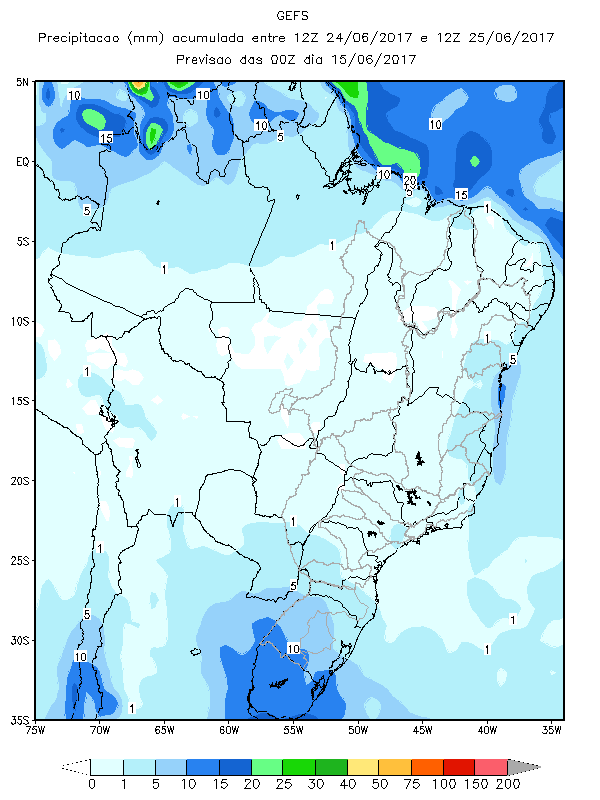 GEFS
Precipitacao (mm) acumulada entre 12Z 24/06/2017 e 12Z 25/06/2017
Previsao das 00Z dia 15/06/2017
5N
10 10
15 10 5 10
EQ
10 20 15 5
5 1
5S
1 1
10S
1
1 5
15S
20S
1
1
25S
1
5
5 1
30S
10 10 1
1
35S
75W 70W 65W 60W 55W 50W 45W 40W 35W
0 1 5 10 15 20 25 30 40 50 75 100 150 200